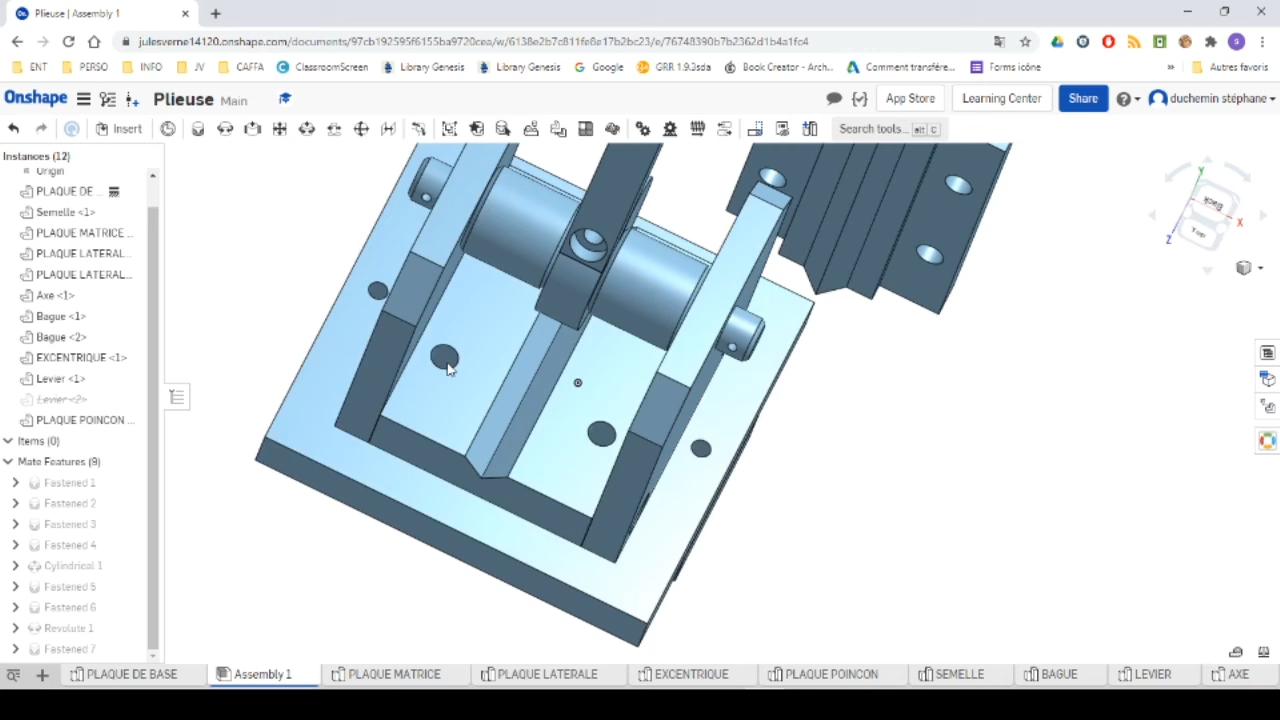 Plieuse | Assembly 1
julesverne14120.onshape.com/documents/97cb192595f6155ba9720cea/w/6138e2b7c811fe8e17b2bc23/e/76748390b7b2362d1b4a1fc4
ENT PERSO INFO JV CAFFA ClassroomScreen Library Genesis Library Genesis Google GRR 1.9.3sda Book Creator - Arch... Comment transfére... Forms icône » Autres favoris
Onshape Plieuse Main App Store Learning Center Share duchemin stéphane
Insert Search tools... alt C
Instances (12)
Origin
PLAQUE DE ...
Semelle <1>
PLAQUE MATRICE ...
PLAQUE LATERAL...
PLAQUE LATERAL...
Axe <1>
Bague <1>
Bague <2>
EXCENTRIQUE <1>
Levier <1>
Levier <2>
PLAQUE POINCON ...
Items (0)
Mate Features (9)
Fastened 1
Fastened 2
Fastened 3
Fastened 4
Cylindrical 1
Fastened 5
Fastened 6
Revolute 1
Fastened 7
Y
Back
X
Top
Z
PLAQUE DE BASE Assembly 1 PLAQUE MATRICE PLAQUE LATERALE EXCENTRIQUE PLAQUE POINCON SEMELLE BAGUE LEVIER AXE